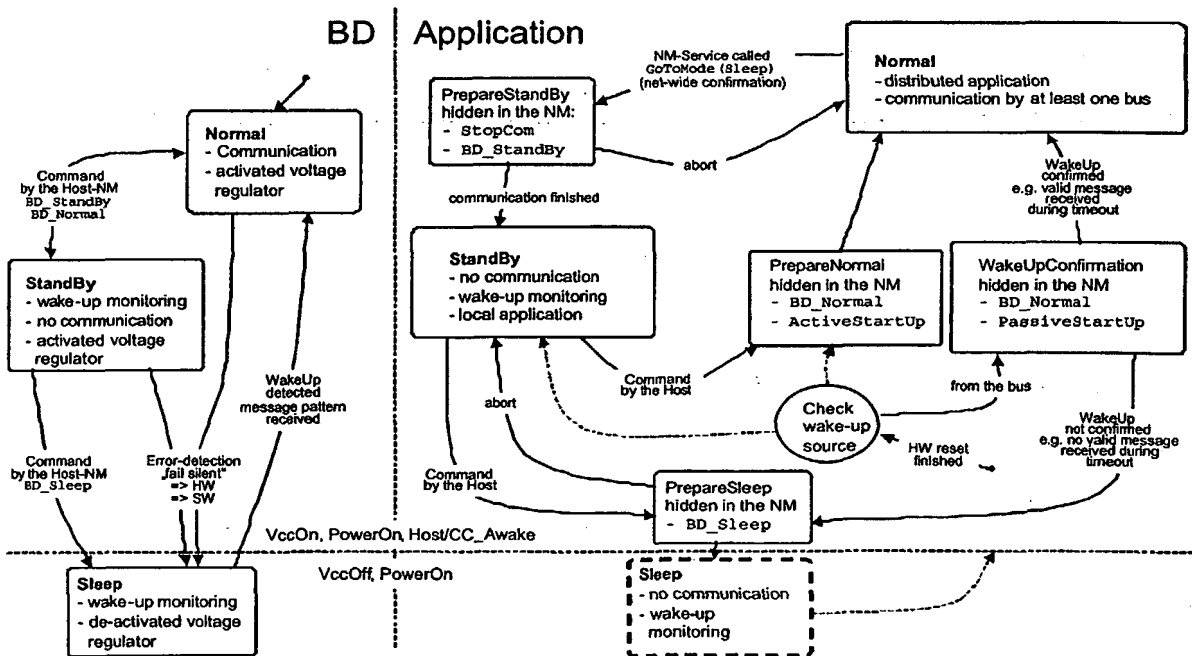 BD
Application
Normal
- Communication
- activated voltage
regulator
Command
by the Host-NM
BD_StandBy
BD_Normal
StandBy
- wake-up monitoring
- no communication
- activated voltage
regulator
WakeUp
detected
message pattern
received
Command
by the Host-NM
BD_Sleep
Error-detection
„fail silent"
=> HW
=> SW
Sleep
- wake-up monitoring
- de-activated voltage
regulator
VccOn, PowerOn, Host/CC_Awake
VccOff, PowerOn
NM-Service called
GoToMode(Sleep)
(net-wide confirmation)
PrepareStandBy
hidden in the NM:
- StopCom
- BD_StandBy
Normal
- distributed application
- communication by at least one bus
abort
communication finished
WakeUp
confirmed
e.g. valid message
received
during timeout
StandBy
- no communication
- wake-up monitoring
- local application
PrepareNormal
hidden in the NM
- BD_Normal
- ActiveStartUp
WakeUpConfirmation
hidden in the NM
- BD_Normal
- PassiveStartUp
Command
by the Host
abort
Check
wake-up
source
from the bus
HW reset
finished
WakeUp
not confirmed
e.g. no valid message
received during
timeout
Command
by the Host
PrepareSleep
hidden in the NM
- BD_Sleep
Sleep
- no communication
- wake-up
monitoring